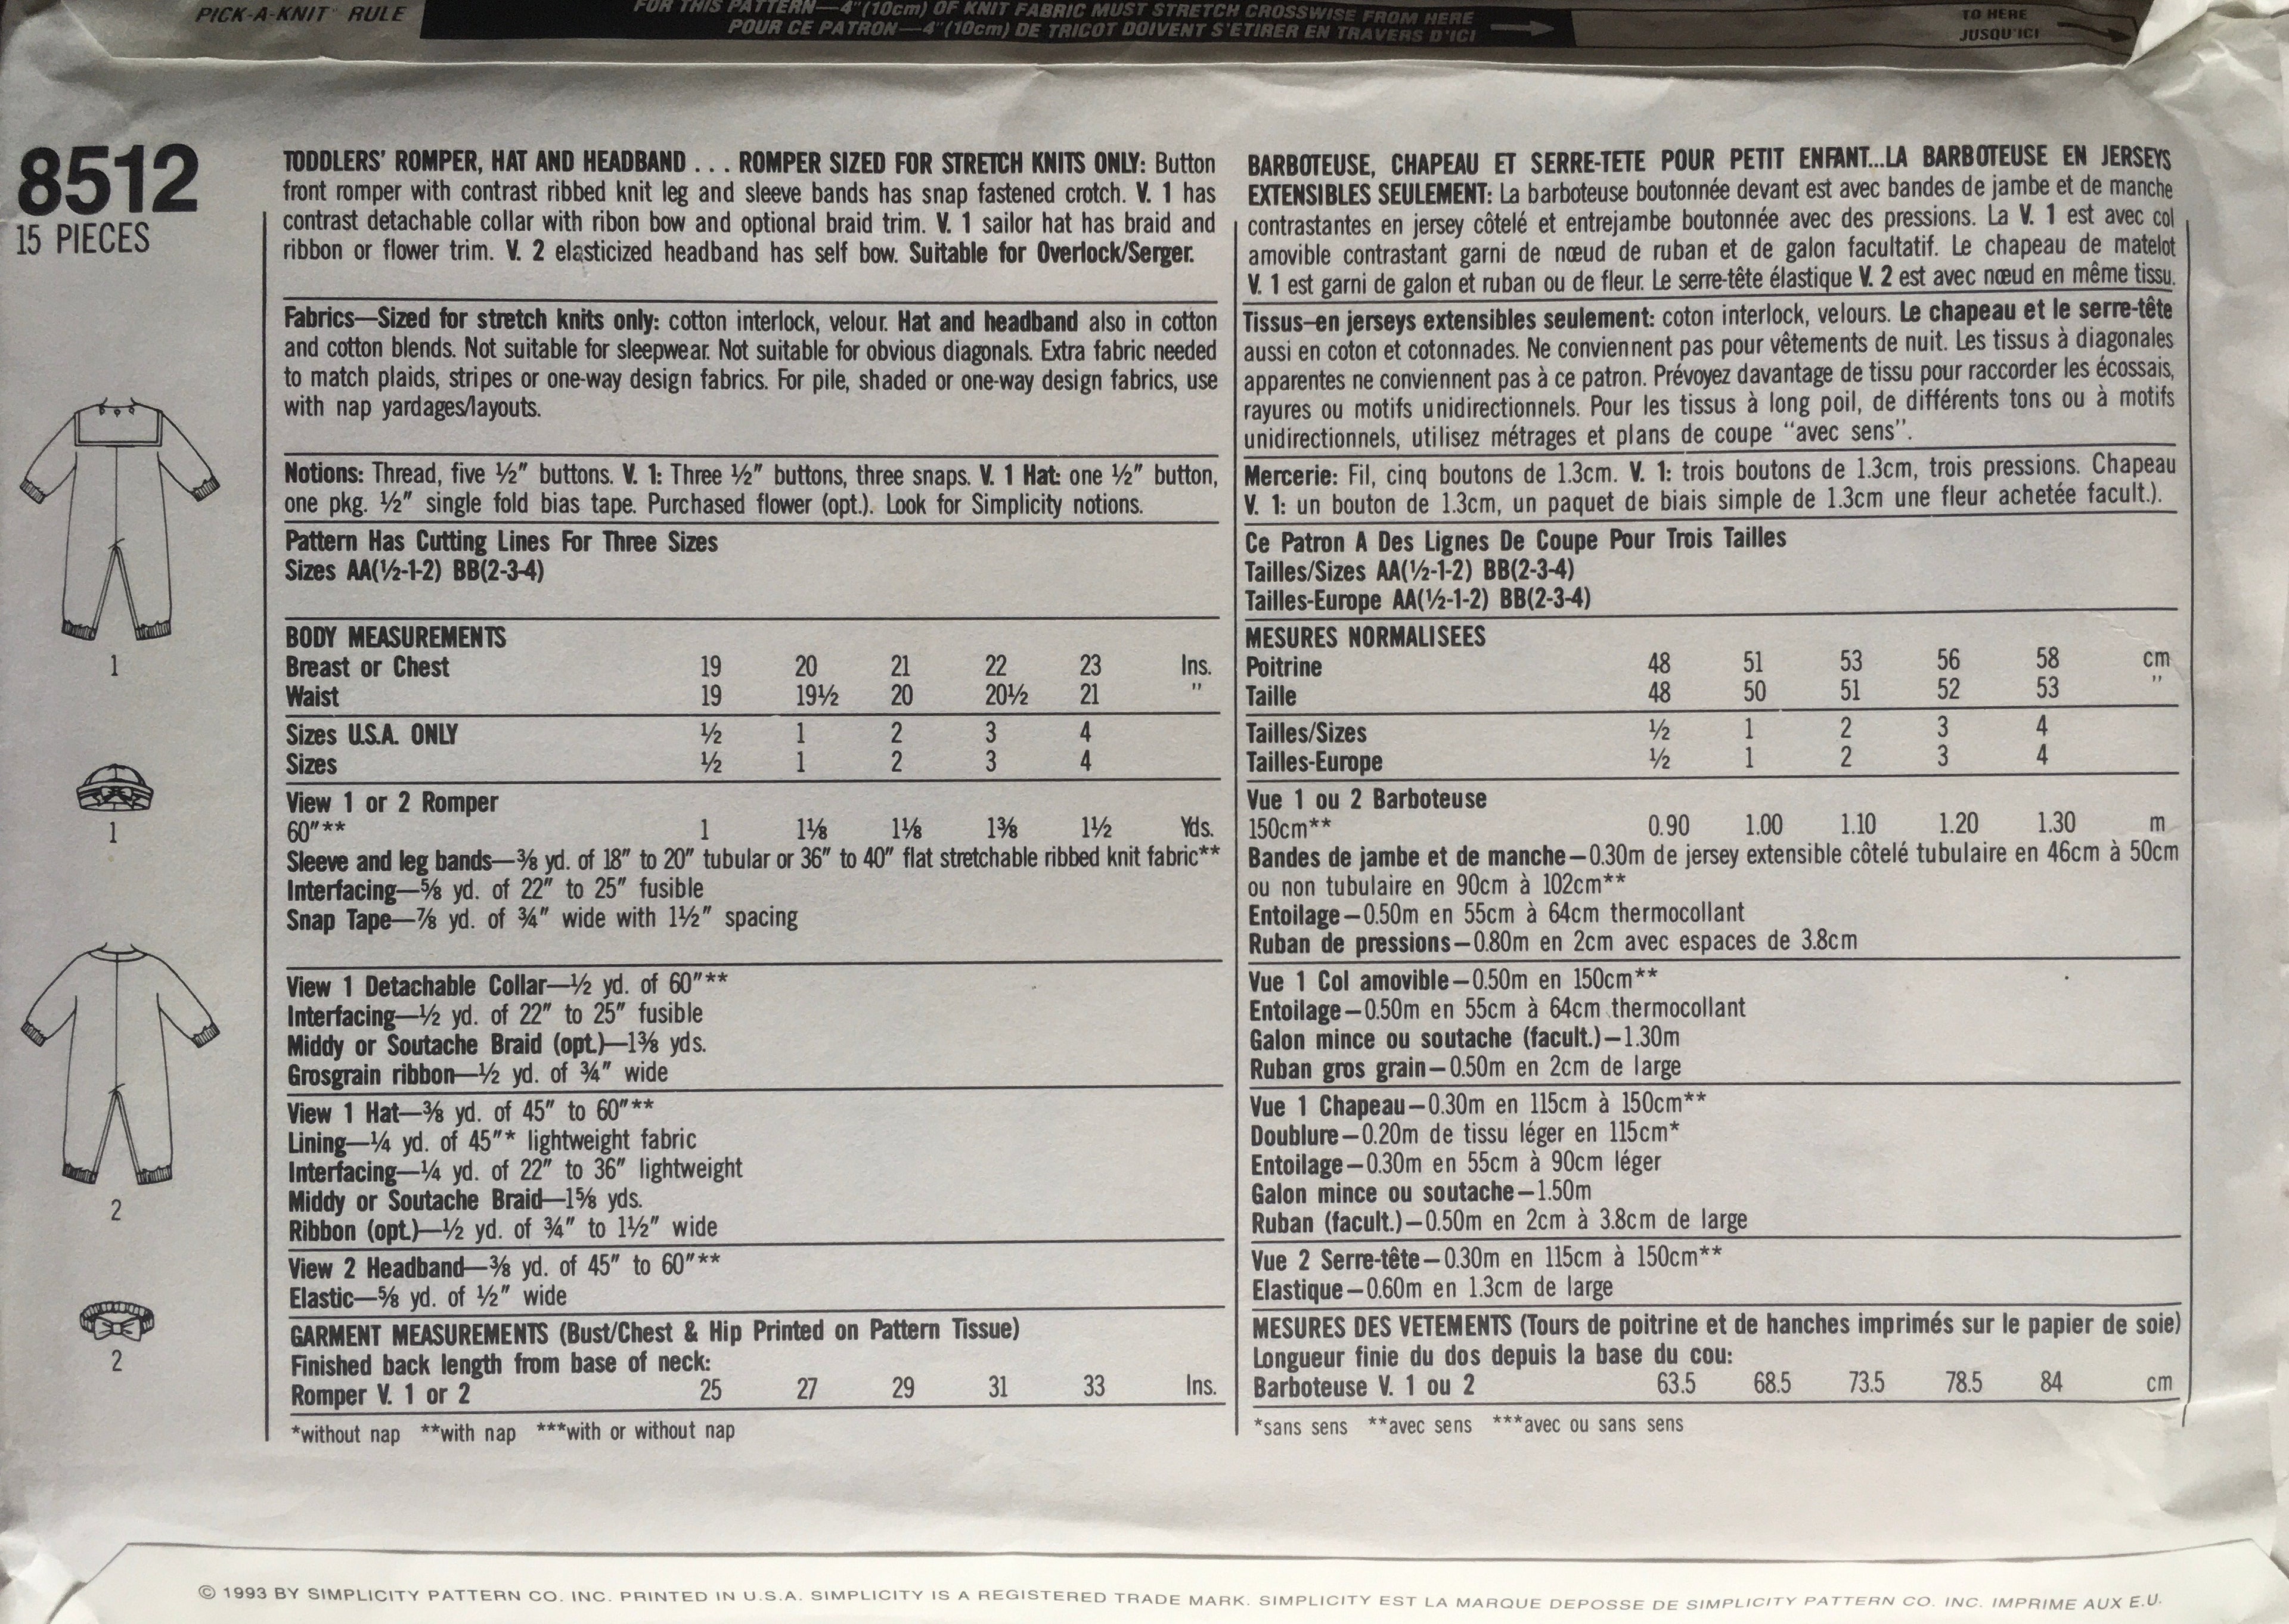 PICK-A-KNIT® RULE
FOR THIS PATTERN—4"(10cm) OF KNIT FABRIC MUST STRETCH CROSSWISE FROM HERE
POUR CE PATRON—4"(10cm) DE TRICOT DOIVENT S'ETIRER EN TRAVERS D'ICI
TO HERE
JUSQU'ICI
8512
15 PIECES
1
1
2
2
TODDLERS' ROMPER, HAT AND HEADBAND . . . ROMPER SIZED FOR STRETCH KNITS ONLY: Button
front romper with contrast ribbed knit leg and sleeve bands has snap fastened crotch. V. 1 has
contrast detachable collar with ribon bow and optional braid trim. V. 1 sailor hat has braid and
ribbon or flower trim. V. 2 elasticized headband has self bow. Suitable for Overlock/Serger.
Fabrics—Sized for stretch knits only: cotton interlock, velour. Hat and headband also in cotton
and cotton blends. Not suitable for sleepwear. Not suitable for obvious diagonals. Extra fabric needed
to match plaids, stripes or one-way design fabrics. For pile, shaded or one-way design fabrics, use
with nap yardages/layouts.
Notions: Thread, five ½" buttons. V. 1: Three ½" buttons, three snaps. V. 1 Hat: one ½" button,
one pkg. ½" single fold bias tape. Purchased flower (opt.). Look for Simplicity notions.
Pattern Has Cutting Lines For Three Sizes
Sizes AA(½-1-2) BB(2-3-4)
BODY MEASUREMENTS
Breast or Chest 19 20 21 22 23 Ins.
Waist 19 19½ 20 20½ 21 "
Sizes U.S.A. ONLY ½ 1 2 3 4
Sizes ½ 1 2 3 4
View 1 or 2 Romper
60"** 1 1⅛ 1⅛ 1⅜ 1½ Yds.
Sleeve and leg bands—⅜ yd. of 18" to 20" tubular or 36" to 40" flat stretchable ribbed knit fabric**
Interfacing—⅝ yd. of 22" to 25" fusible
Snap Tape—⅞ yd. of ¾" wide with 1½" spacing
View 1 Detachable Collar—½ yd. of 60"**
Interfacing—½ yd. of 22" to 25" fusible
Middy or Soutache Braid (opt.)—1⅜ yds.
Grosgrain ribbon—½ yd. of ¾" wide
View 1 Hat—⅜ yd. of 45" to 60"**
Lining—¼ yd. of 45"* lightweight fabric
Interfacing—¼ yd. of 22" to 36" lightweight
Middy or Soutache Braid—1⅝ yds.
Ribbon (opt.)—½ yd. of ¾" to 1½" wide
View 2 Headband—⅜ yd. of 45" to 60"**
Elastic—⅝ yd. of ½" wide
GARMENT MEASUREMENTS (Bust/Chest & Hip Printed on Pattern Tissue)
Finished back length from base of neck:
Romper V. 1 or 2 25 27 29 31 33 Ins.
*without nap **with nap ***with or without nap
BARBOTEUSE, CHAPEAU ET SERRE-TETE POUR PETIT ENFANT...LA BARBOTEUSE EN JERSEYS
EXTENSIBLES SEULEMENT: La barboteuse boutonnée devant est avec bandes de jambe et de manche
contrastantes en jersey côtelé et entrejambe boutonnée avec des pressions. La V. 1 est avec col
amovible contrastant garni de nœud de ruban et de galon facultatif. Le chapeau de matelot
V. 1 est garni de galon et ruban ou de fleur. Le serre-tête élastique V. 2 est avec nœud en même tissu.
Tissus–en jerseys extensibles seulement: coton interlock, velours. Le chapeau et le serre-tête
aussi en coton et cotonnades. Ne conviennent pas pour vêtements de nuit. Les tissus à diagonales
apparentes ne conviennent pas à ce patron. Prévoyez davantage de tissu pour raccorder les écossais,
rayures ou motifs unidirectionnels. Pour les tissus à long poil, de différents tons ou à motifs
unidirectionnels, utilisez métrages et plans de coupe "avec sens".
Mercerie: Fil, cinq boutons de 1.3cm. V. 1: trois boutons de 1.3cm, trois pressions. Chapeau
V. 1: un bouton de 1.3cm, un paquet de biais simple de 1.3cm une fleur achetée facult.).
Ce Patron A Des Lignes De Coupe Pour Trois Tailles
Tailles/Sizes AA(½-1-2) BB(2-3-4)
Tailles-Europe AA(½-1-2) BB(2-3-4)
MESURES NORMALISEES
Poitrine 48 51 53 56 58 cm
Taille 48 50 51 52 53 "
Tailles/Sizes ½ 1 2 3 4
Tailles-Europe ½ 1 2 3 4
Vue 1 ou 2 Barboteuse
150cm** 0.90 1.00 1.10 1.20 1.30 m
Bandes de jambe et de manche—0.30m de jersey extensible côtelé tubulaire en 46cm à 50cm
ou non tubulaire en 90cm à 102cm**
Entoilage—0.50m en 55cm à 64cm thermocollant
Ruban de pressions—0.80m en 2cm avec espaces de 3.8cm
Vue 1 Col amovible—0.50m en 150cm**
Entoilage—0.50m en 55cm à 64cm thermocollant
Galon mince ou soutache (facult.)—1.30m
Ruban gros grain—0.50m en 2cm de large
Vue 1 Chapeau—0.30m en 115cm à 150cm**
Doublure—0.20m de tissu léger en 115cm*
Entoilage—0.30m en 55cm à 90cm léger
Galon mince ou soutache—1.50m
Ruban (facult.)—0.50m en 2cm à 3.8cm de large
Vue 2 Serre-tête—0.30m en 115cm à 150cm**
Elastique—0.60m en 1.3cm de large
MESURES DES VETEMENTS (Tours de poitrine et de hanches imprimés sur le papier de soie)
Longueur finie du dos depuis la base du cou:
Barboteuse V. 1 ou 2 63.5 68.5 73.5 78.5 84 cm
*sans sens **avec sens ***avec ou sans sens
© 1993 BY SIMPLICITY PATTERN CO. INC. PRINTED IN U.S.A. SIMPLICITY IS A REGISTERED TRADE MARK. SIMPLICITY EST LA MARQUE DEPOSSE DE SIMPLICITY PATTERN CO. INC. IMPRIME AUX E.U.